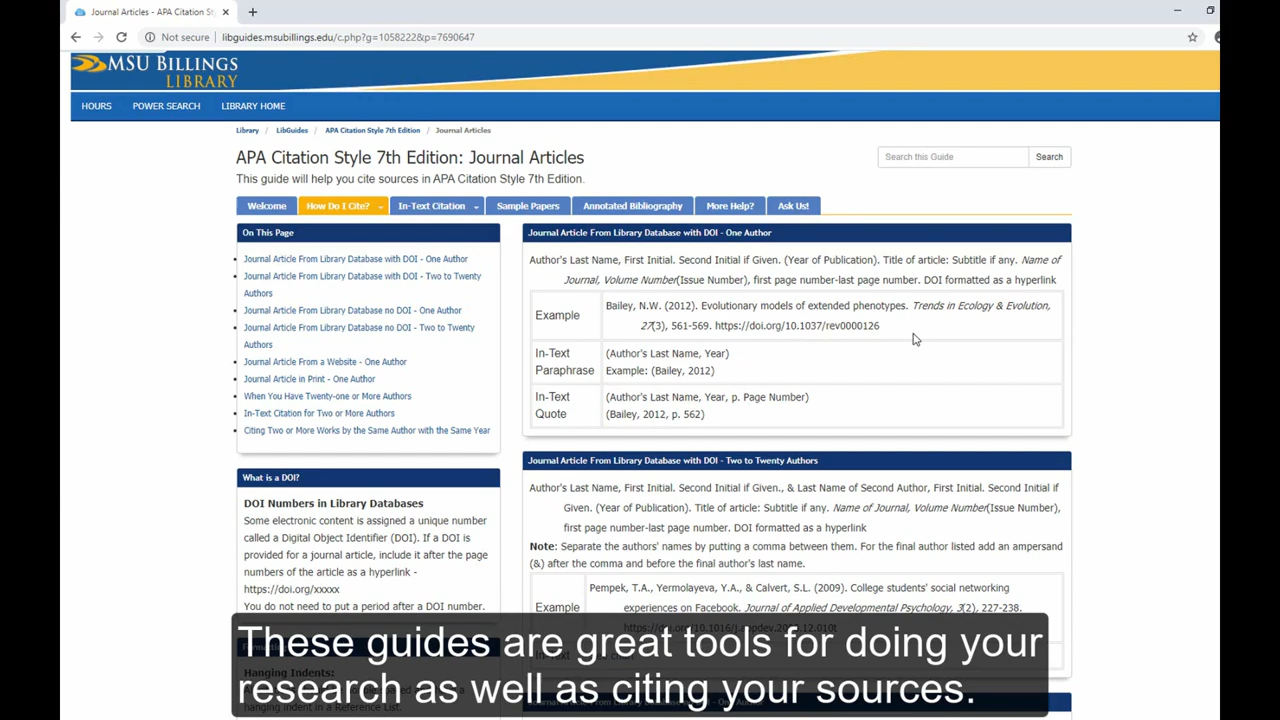 Journal Articles - APA Citation St
Not secure | libguides.msubillings.edu/c.php?g=1058222&p=7690647
MSU BILLINGS
LIBRARY
HOURS POWER SEARCH LIBRARY HOME
Library / LibGuides / APA Citation Style 7th Edition / Journal Articles
APA Citation Style 7th Edition: Journal Articles
This guide will help you cite sources in APA Citation Style 7th Edition.
Search this Guide Search
Welcome How Do I Cite? In-Text Citation Sample Papers Annotated Bibliography More Help? Ask Us!
On This Page
Journal Article From Library Database with DOI - One Author
Journal Article From Library Database with DOI - Two to Twenty
Authors
Journal Article From Library Database no DOI - One Author
Journal Article From Library Database no DOI - Two to Twenty
Authors
Journal Article From a Website - One Author
Journal Article in Print - One Author
When You Have Twenty-one or More Authors
In-Text Citation for Two or More Authors
Citing Two or More Works by the Same Author with the Same Year
What is a DOI?
DOI Numbers in Library Databases
Some electronic content is assigned a unique number
called a Digital Object Identifier (DOI). If a DOI is
provided for a journal article, include it after the page
numbers of the article as a hyperlink -
https://doi.org/xxxxx
You do not need to put a period after a DOI number.
Hanging Indents:
hanging indent in a Reference List.
Journal Article From Library Database with DOI - One Author
Author's Last Name, First Initial. Second Initial if Given. (Year of Publication). Title of article: Subtitle if any. Name of
Journal, Volume Number(Issue Number), first page number-last page number. DOI formatted as a hyperlink
Example
Bailey, N.W. (2012). Evolutionary models of extended phenotypes. Trends in Ecology & Evolution,
27(3), 561-569. https://doi.org/10.1037/rev0000126
In-Text
Paraphrase
(Author's Last Name, Year)
Example: (Bailey, 2012)
In-Text
Quote
(Author's Last Name, Year, p. Page Number)
(Bailey, 2012, p. 562)
Journal Article From Library Database with DOI - Two to Twenty Authors
Author's Last Name, First Initial. Second Initial if Given., & Last Name of Second Author, First Initial. Second Initial if
Given. (Year of Publication). Title of article: Subtitle if any. Name of Journal, Volume Number(Issue Number),
first page number-last page number. DOI formatted as a hyperlink
Note: Separate the authors' names by putting a comma between them. For the final author listed add an ampersand
(&) after the comma and before the final author's last name.
Example
Pempek, T.A., Yermolayeva, Y.A., & Calvert, S.L. (2009). College students' social networking
experiences on Facebook. Journal of Applied Developmental Psychology, 3(2), 227-238.
These guides are great tools for doing your
research as well as citing your sources.